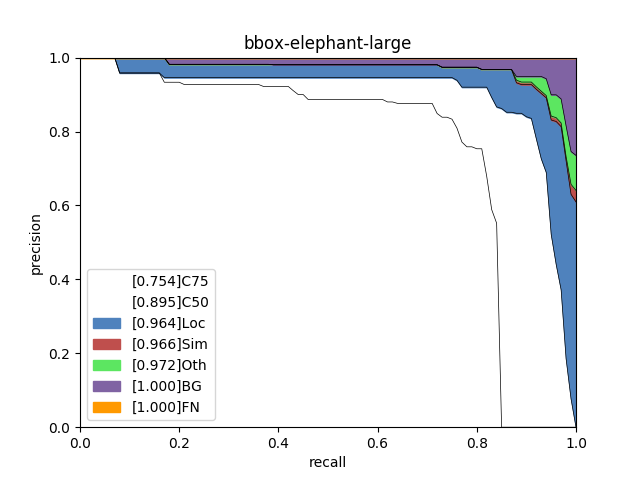 bbox-elephant-large
precision
1.0
0.8
0.6
0.4
0.2
0.0
[0.754]C75
[0.895]C50
[0.964]Loc
[0.966]Sim
[0.972]Oth
[1.000]BG
[1.000]FN
0.0 0.2 0.4 0.6 0.8 1.0
recall